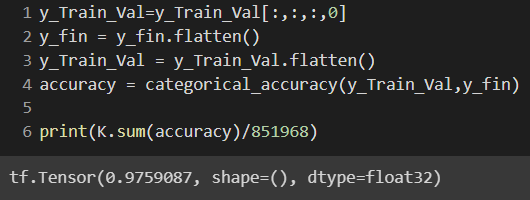 1 y_Train_Val=y_Train_Val[:,:,:,0]
2 y_fin = y_fin.flatten()
3 y_Train_Val = y_Train_Val.flatten()
4 accuracy = categorical_accuracy(y_Train_Val,y_fin)
5
6 print(K.sum(accuracy)/851968)
tf.Tensor(0.9759087, shape=(), dtype=float32)